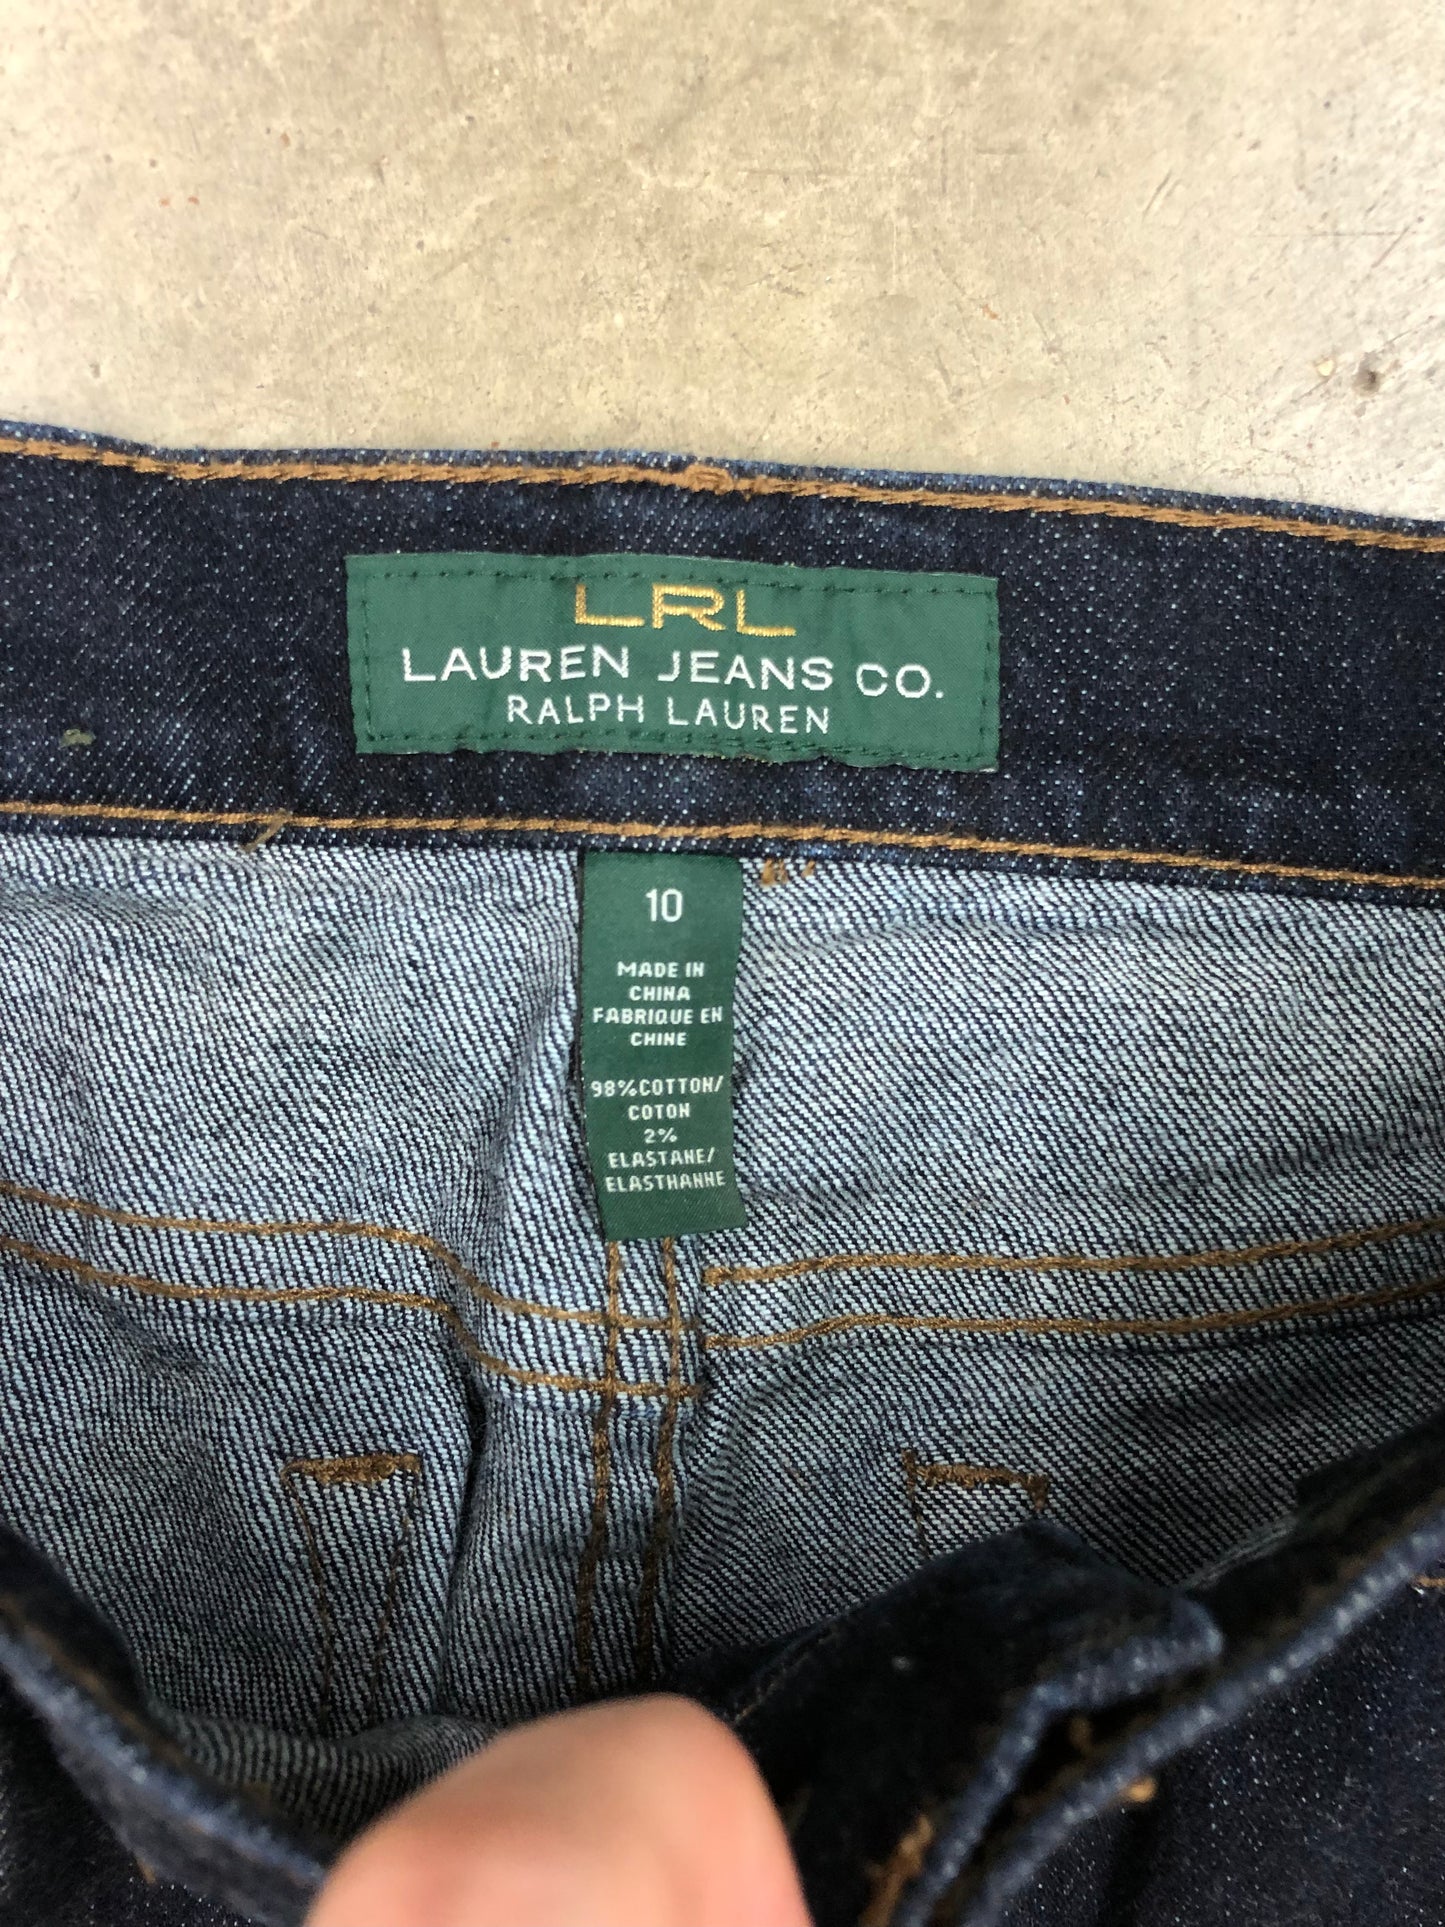 LRL
LAUREN JEANS CO.
RALPH LAUREN
10
MADE IN
CHINA
FABRIQUE EN
CHINE
98%COTTON/
COTON
2%
ELASTANE/
ELASTHANNE